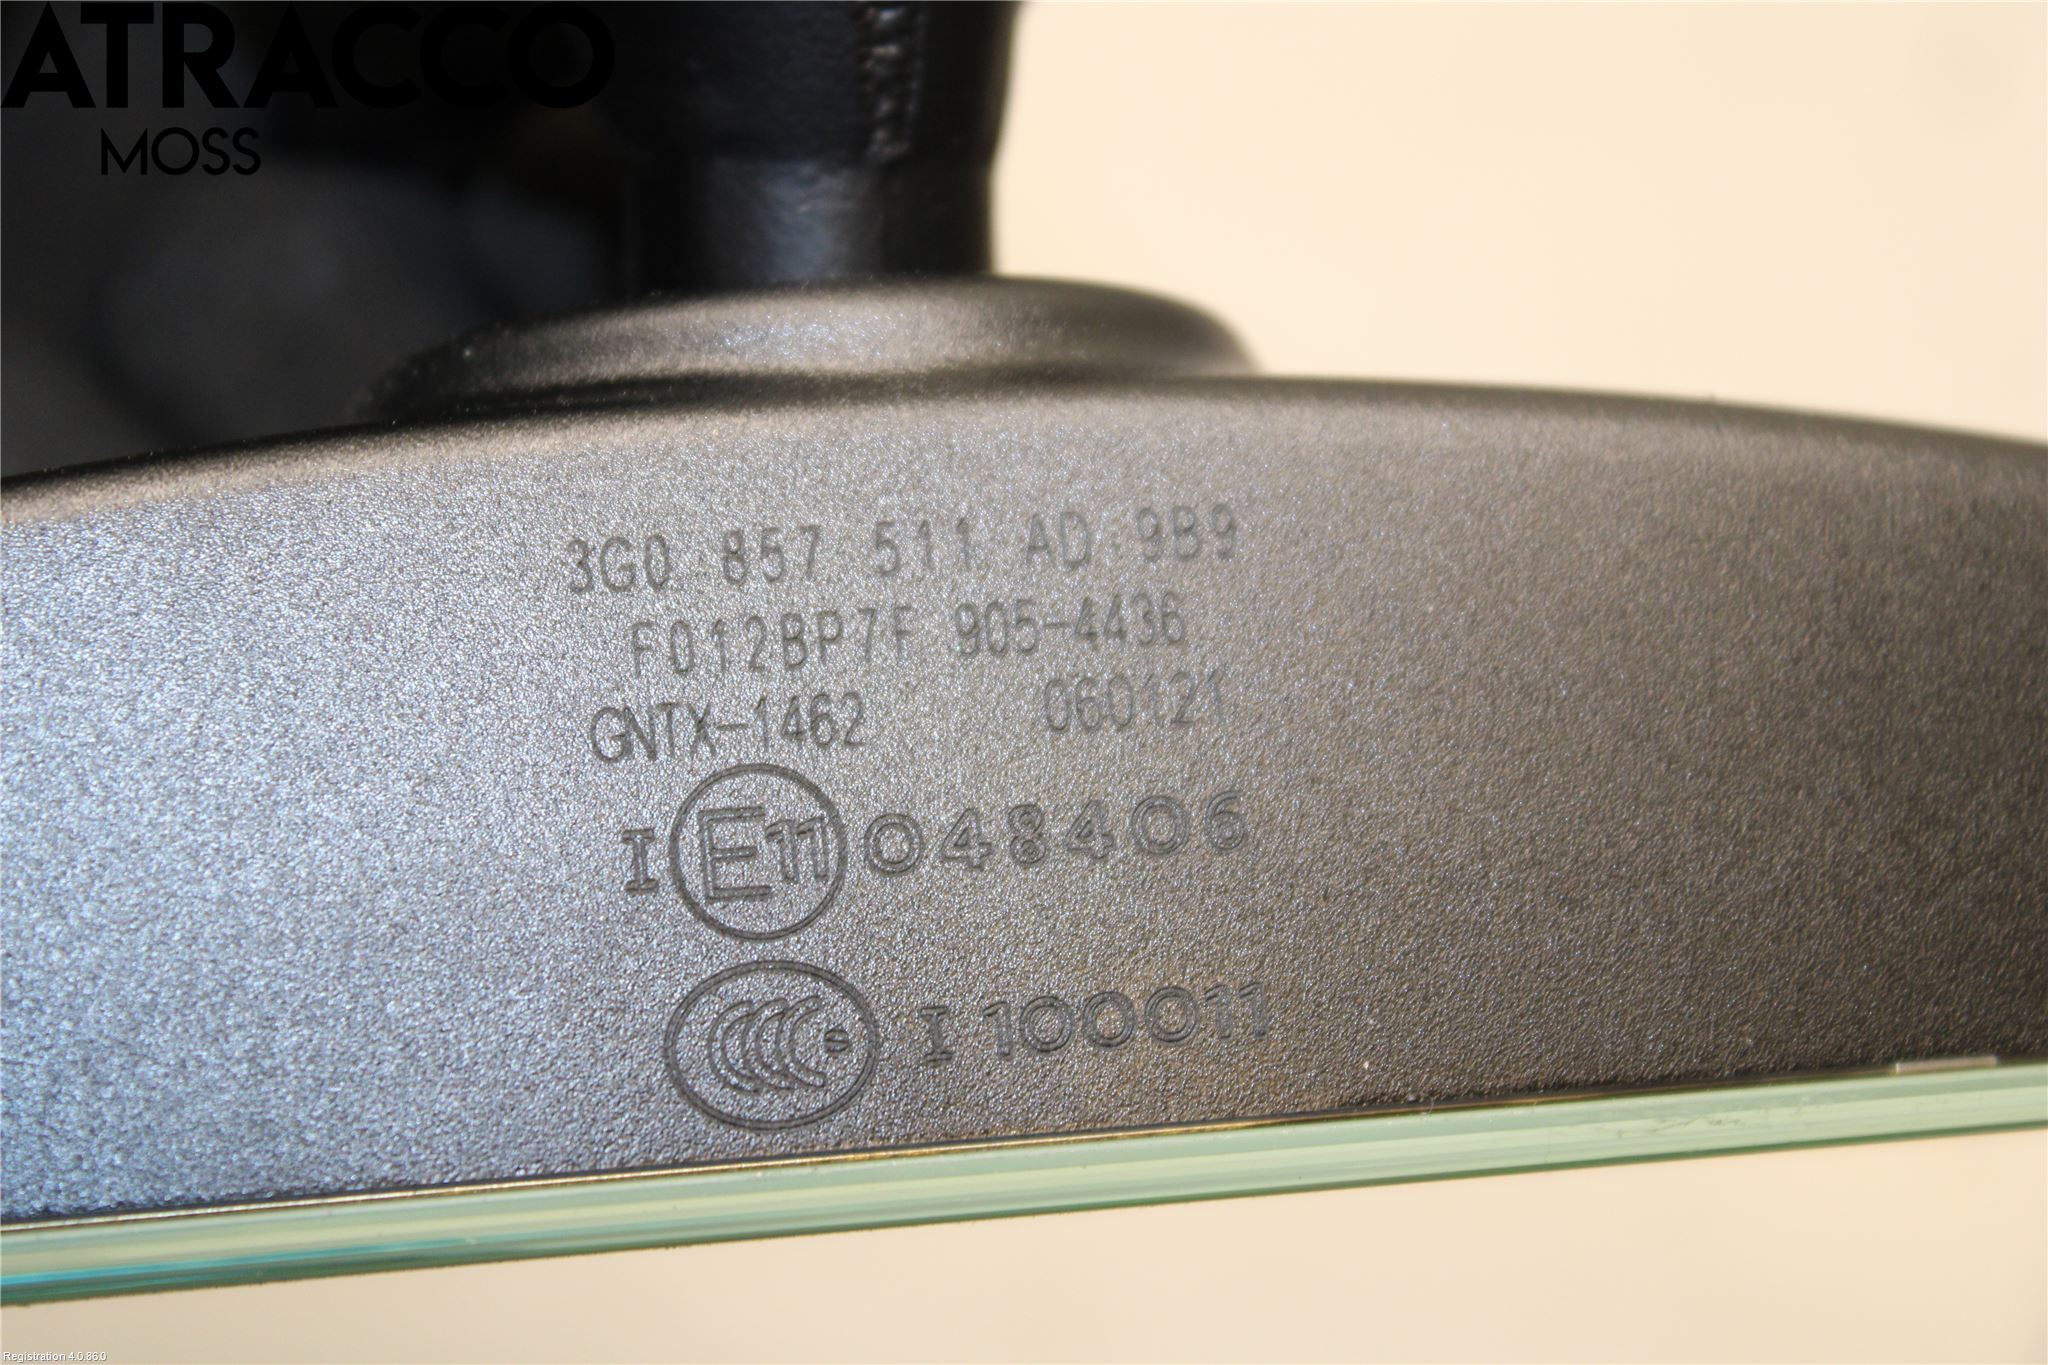 ATRACCO
MOSS
3G0 857 511 AD 9B9
F012BP7F 905-4436
GNTX-1462 060121
I E11 048406
CCC S I 100011
Registration 4.0.86.0